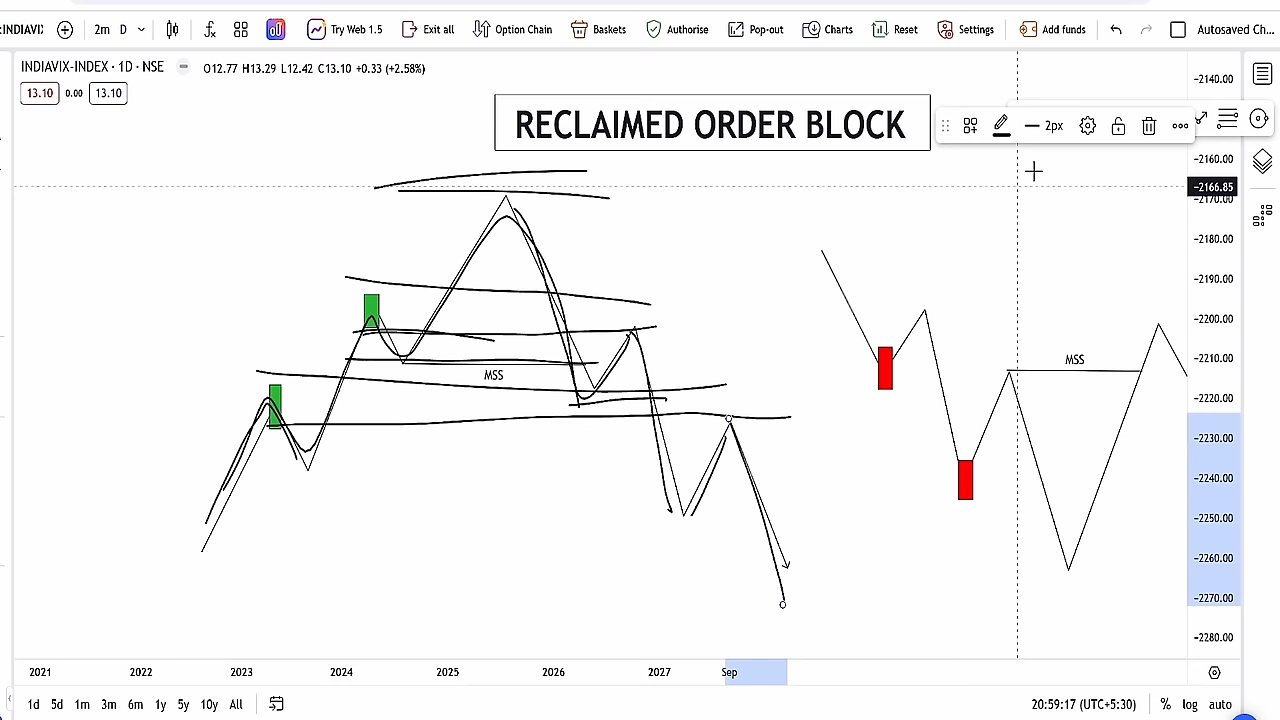 :INDIAVIX 2m D Try Web 1.5 Exit all Option Chain Baskets Authorise Pop-out Charts Reset Settings Add funds Autosaved Ch...
INDIAVIX-INDEX · 1D · NSE O12.77 H13.29 L12.42 C13.10 +0.33 (+2.58%)
13.10 0.00 13.10
RECLAIMED ORDER BLOCK
2px
MSS
MSS
−2140.00
−2160.00
−2166.85
−2170.00
−2180.00
−2190.00
−2200.00
−2210.00
−2220.00
−2230.00
−2240.00
−2250.00
−2260.00
−2270.00
−2280.00
2021 2022 2023 2024 2025 2026 2027 Sep
1d 5d 1m 3m 6m 1y 5y 10y All 20:59:17 (UTC+5:30) % log auto